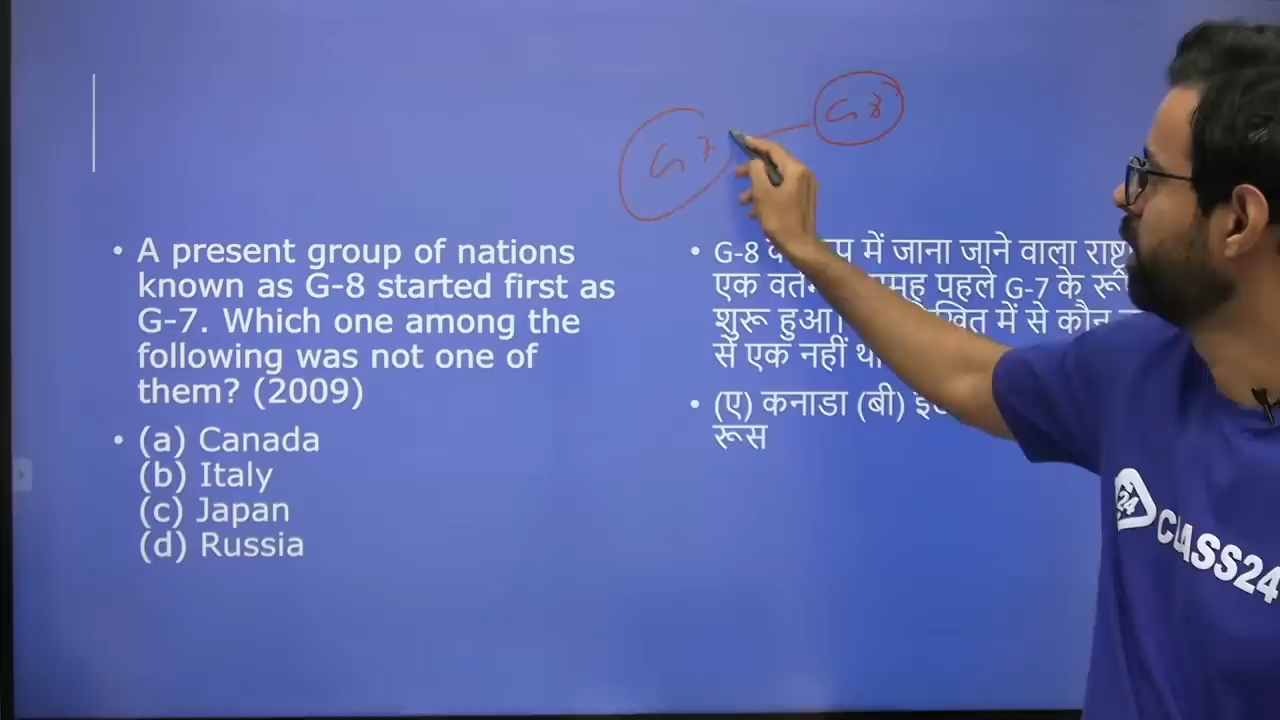 G 7
G 8
• A present group of nations
known as G-8 started first as
G-7. Which one among the
following was not one of
them? (2009)
• (a) Canada
(b) Italy
(c) Japan
(d) Russia
• G-8 में जाना जाने वाला
एक पहले G-7 के
शुरू हुआ। में से कौन
से एक नहीं
• (ए) कनाडा (बी)
रूस
24
CLASS24